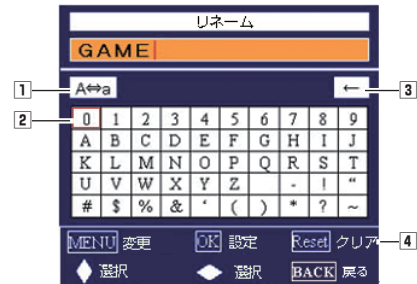 リネーム
GAME
1 A⇔a ← 3
2 0 1 2 3 4 5 6 7 8 9
A B C D E F G H I J
K L M N O P Q R S T
U V W X Y Z - ! “
# $ % & ‘ ( ) * ? ~
MENU 変更 OK 設定 Reset クリア 4
選択 選択 BACK 戻る